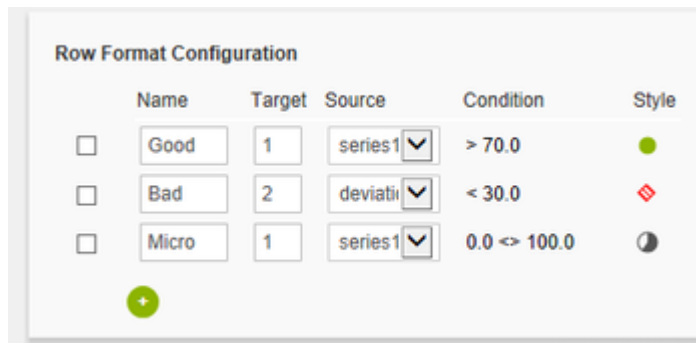 Row Format Configuration
Name Target Source Condition Style
Good 1 series1 > 70.0
Bad 2 deviati < 30.0
Micro 1 series1 0.0 <> 100.0
+